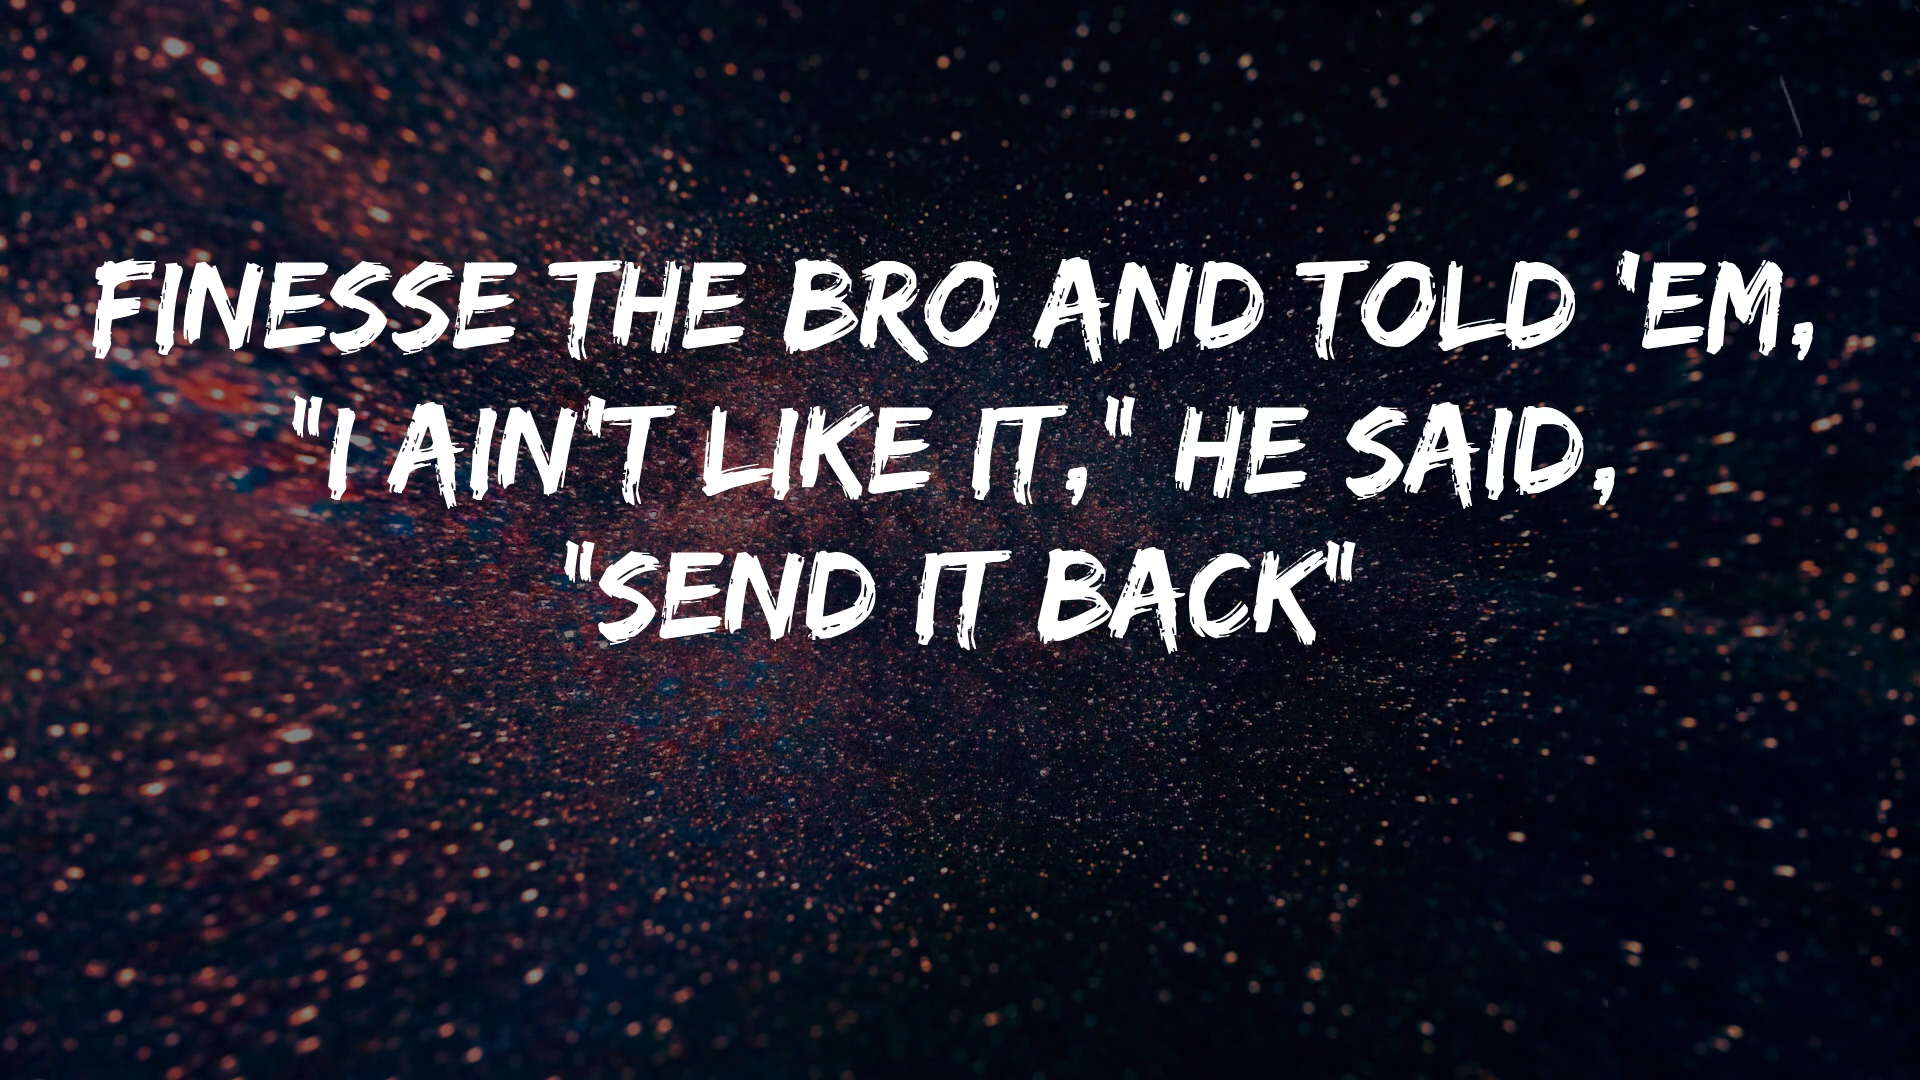 FINESSE THE BRO AND TOLD 'EM,
"I AIN'T LIKE IT," HE SAID,
"SEND IT BACK"